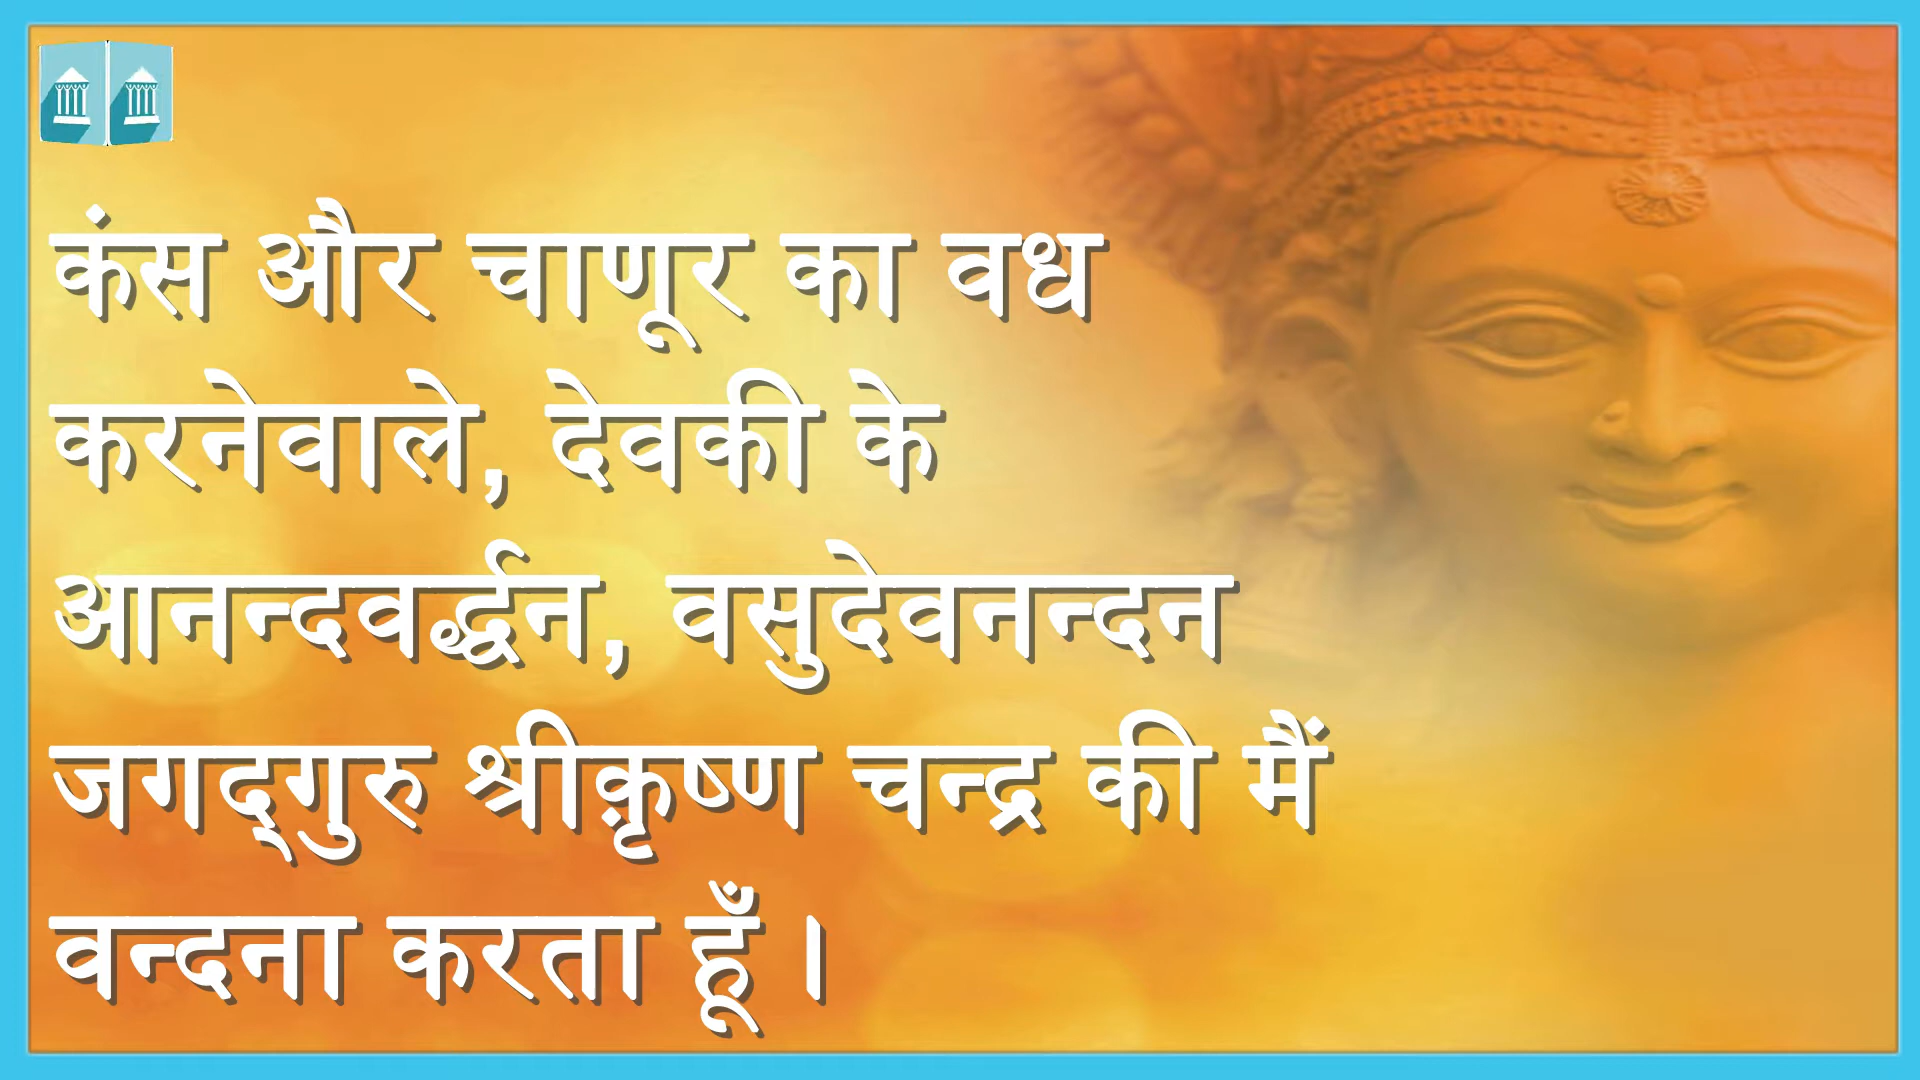 कंस और चाणूर का वध
करनेवाले, देवकी के
आनन्दवर्द्धन, वसुदेवनन्दन
जगद्‌गुरु श्रीक़ृष्ण चन्द्र की मैं
वन्दना करता हूँ ।